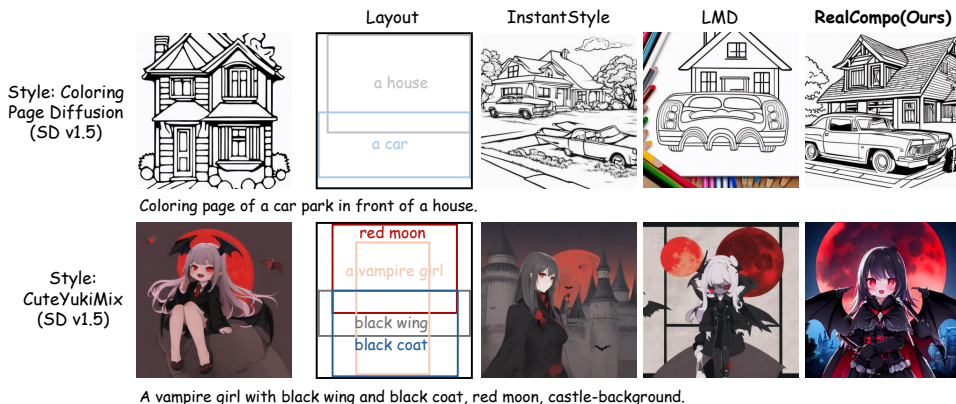 Layout InstantStyle LMD RealCompo(Ours)
Style: Coloring
Page Diffusion
(SD v1.5)
a house
a car
Coloring page of a car park in front of a house.
Style:
CuteYukiMix
(SD v1.5)
red moon
a vampire girl
black wing
black coat
A vampire girl with black wing and black coat, red moon, castle-background.